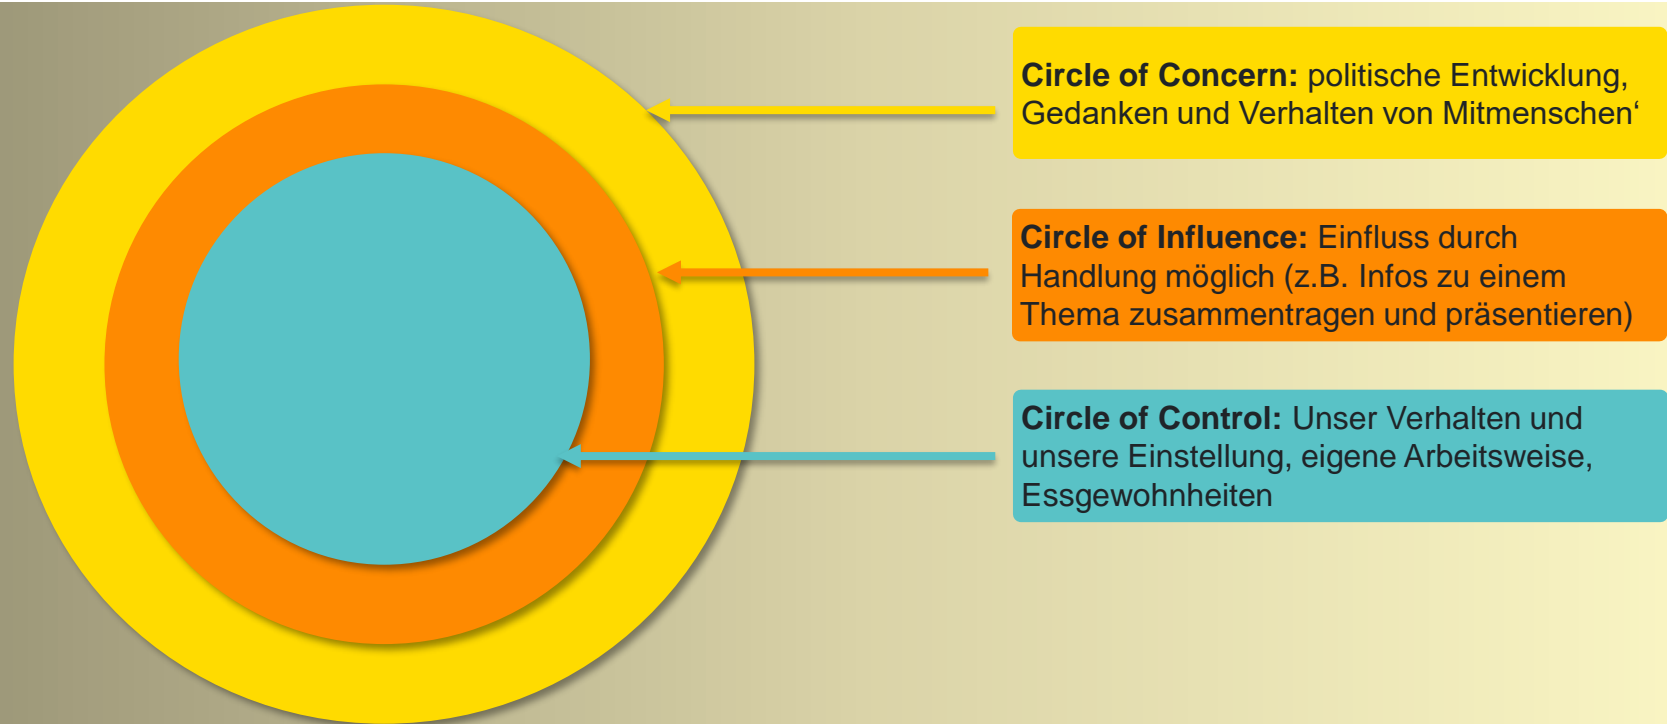 Circle of Concern: politische Entwicklung,
Gedanken und Verhalten von Mitmenschen‘
Circle of Influence: Einfluss durch
Handlung möglich (z.B. Infos zu einem
Thema zusammentragen und präsentieren)
Circle of Control: Unser Verhalten und
unsere Einstellung, eigene Arbeitsweise,
Essgewohnheiten